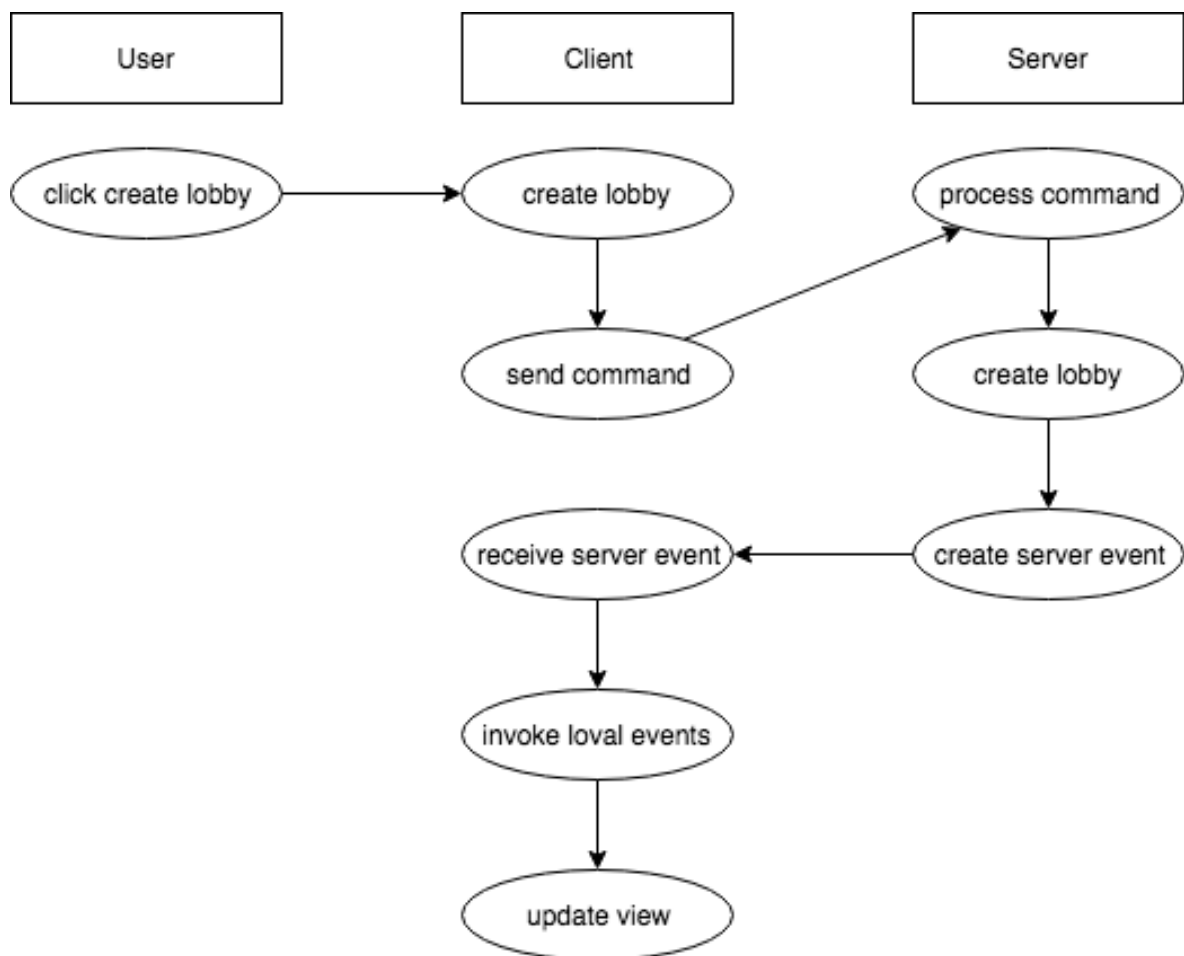 User
Client
Server
click create lobby
create lobby
process command
send command
create lobby
receive server event
create server event
invoke loval events
update view